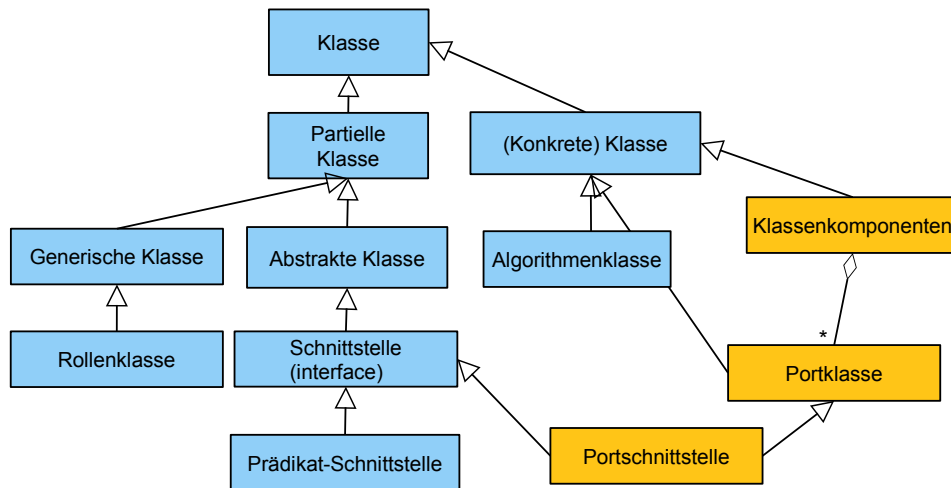 Klasse
Partielle
Klasse
(Konkrete) Klasse
Generische Klasse
Abstrakte Klasse
Algorithmenklasse
Klassenkomponenten
Rollenklasse
Schnittstelle
(interface)
*
Portklasse
Prädikat-Schnittstelle
Portschnittstelle